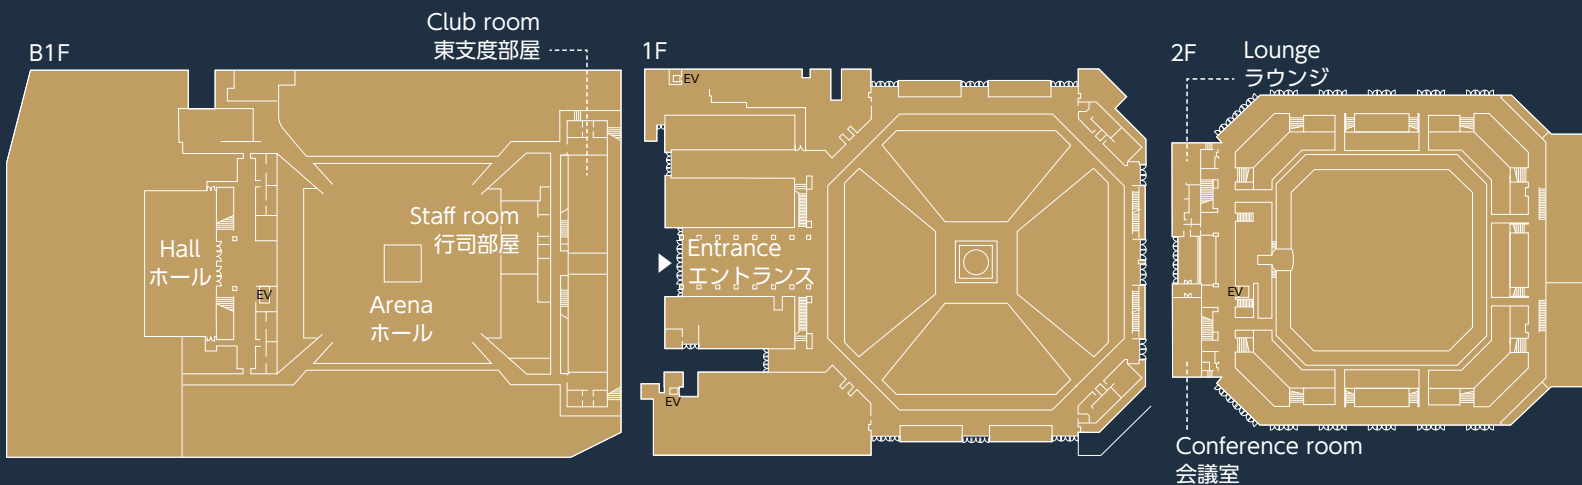 B1F
Club room
東支度部屋
Hall
ホール
EV
Staff room
行司部屋
Arena
ホール
1F
EV
Entrance
エントランス
EV
2F
Lounge
ラウンジ
EV
Conference room
会議室